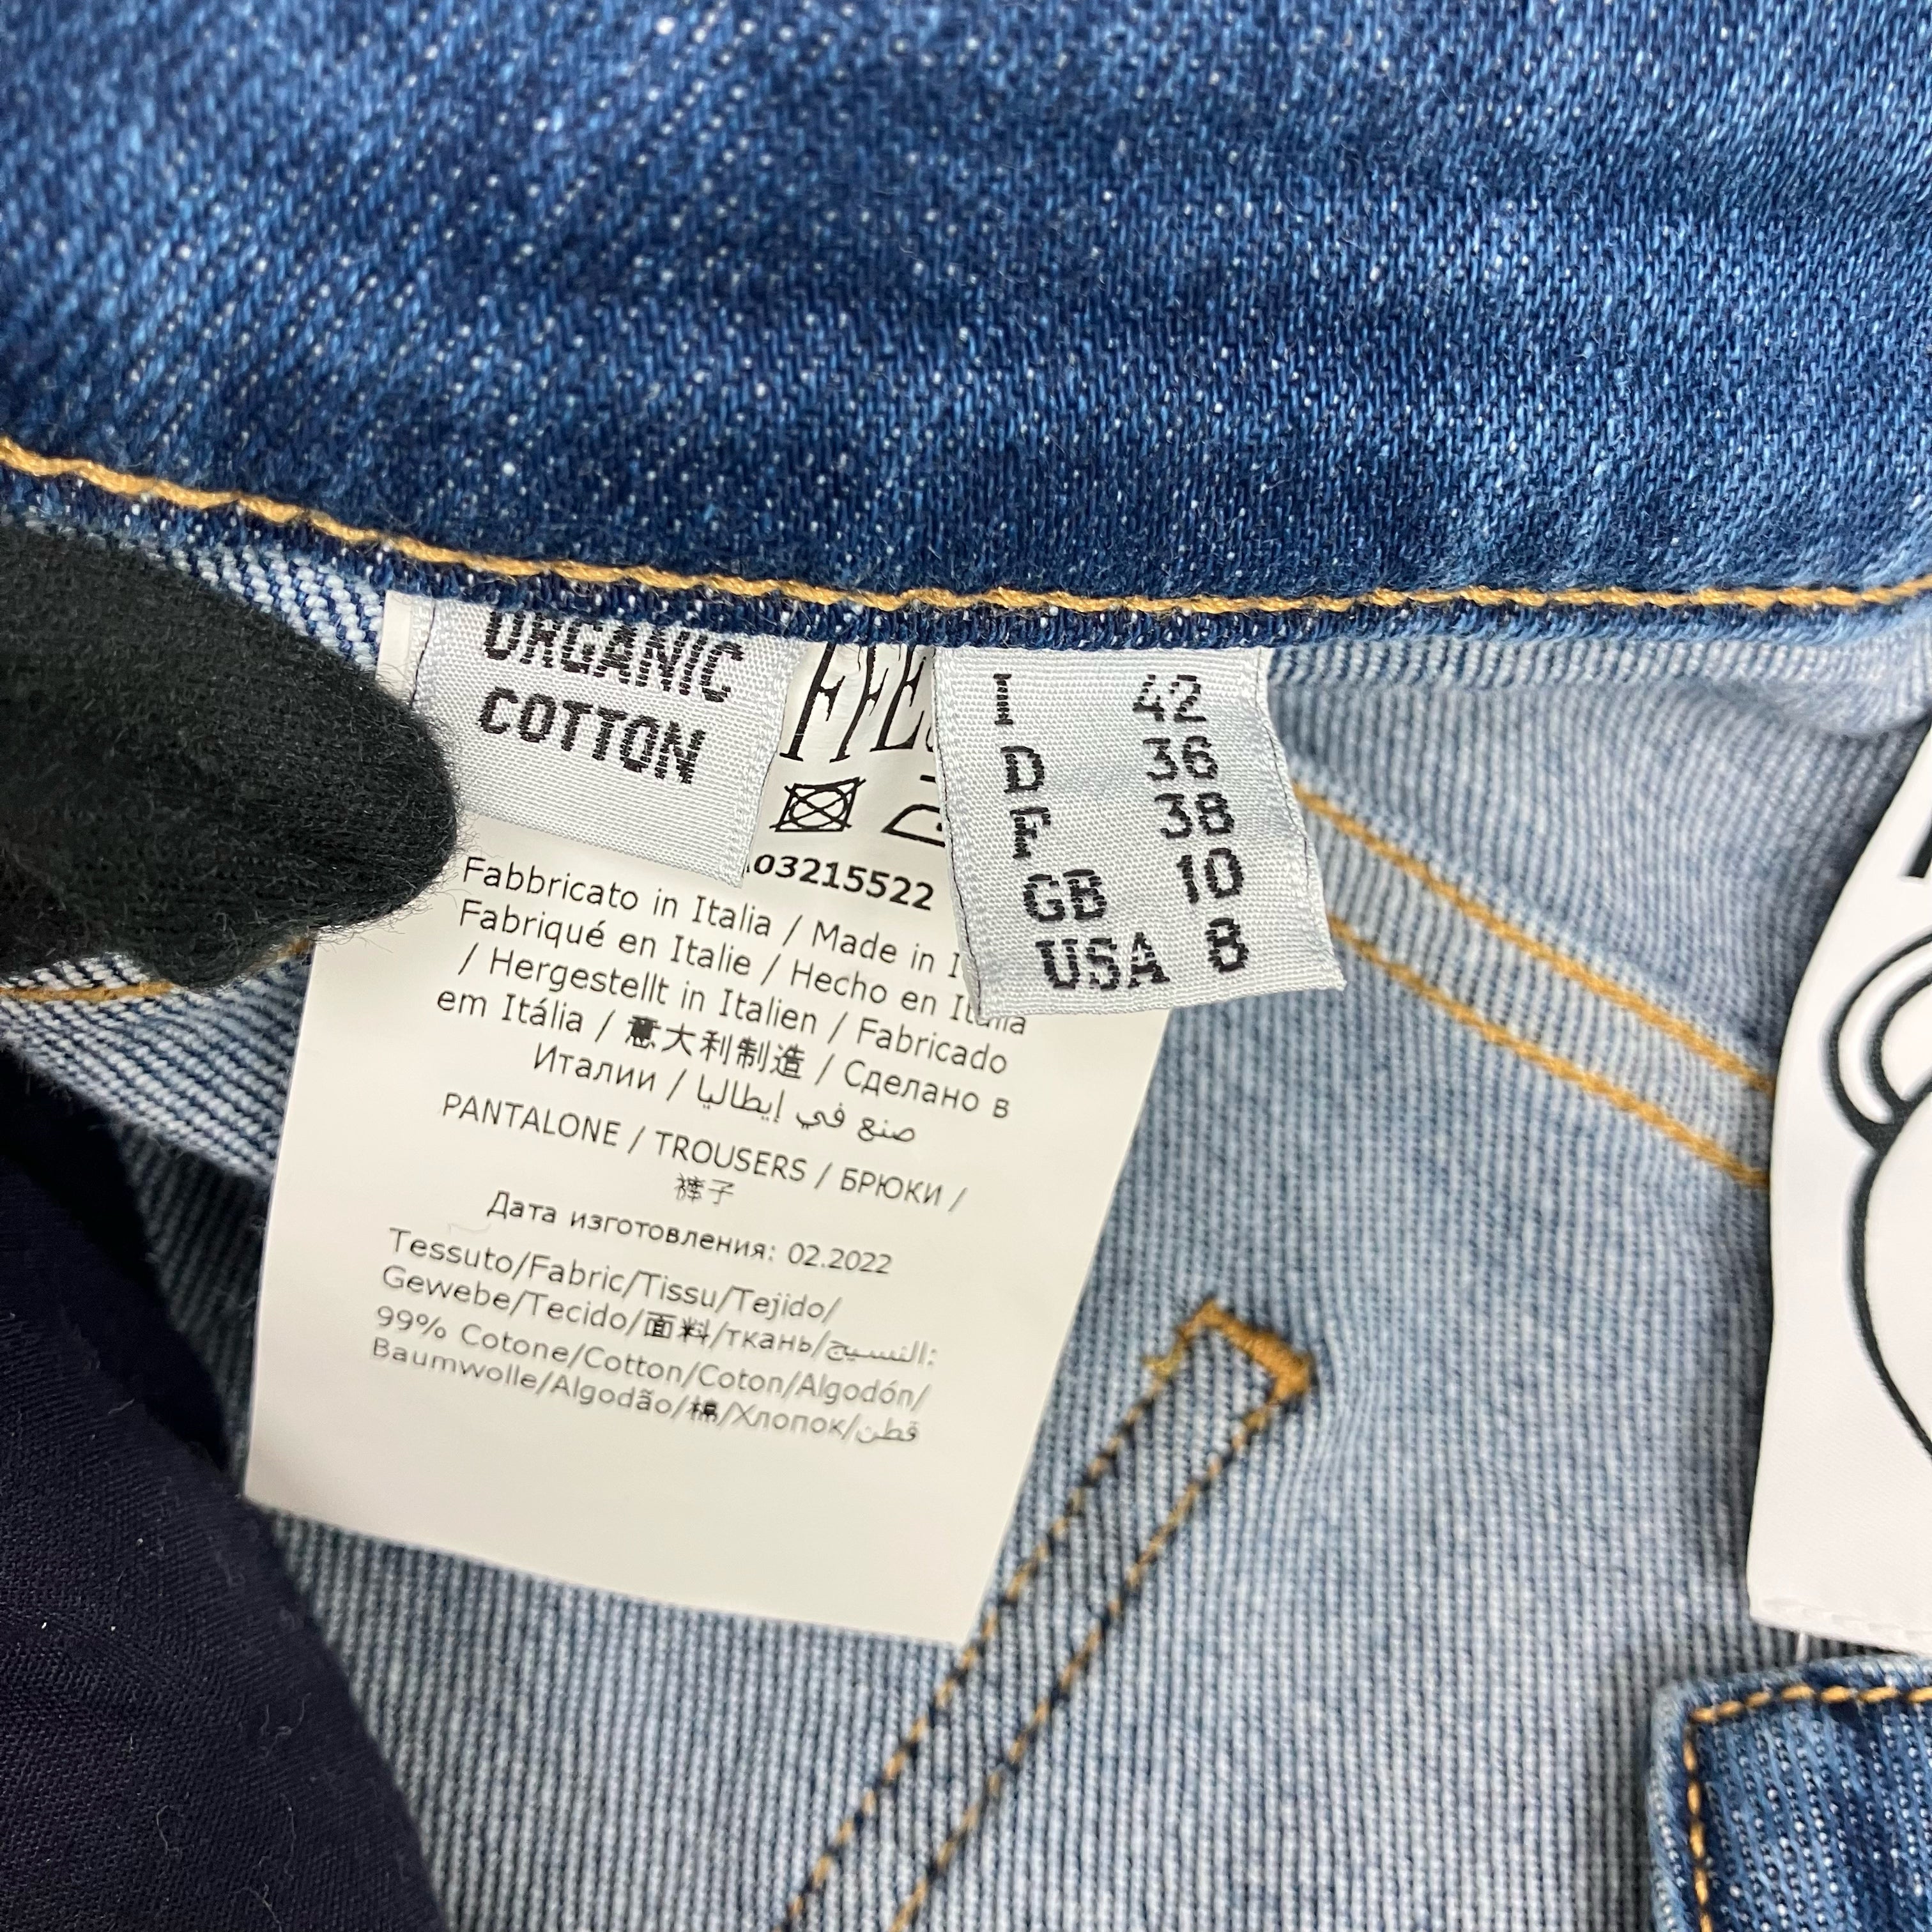 ORGANIC
COTTON
I 42
D 36
F 38
GB 10
USA 8
03215522
Fabbricato in Italia / Made in
Fabriqué en Italie / Hecho en Italia
/ Hergestellt in Italien / Fabricado
em Itália / 意大利制造 / Сделано в
Италии / صنع في إيطاليا
PANTALONE / TROUSERS / БРЮКИ /
裤子
Дата изготовления: 02.2022
Tessuto/Fabric/Tissu/Tejido/
Gewebe/Tecido/面料/ткань/النسيج:
99% Cotone/Cotton/Coton/Algodón/
Baumwolle/Algodão/棉/Хлопок/قطن